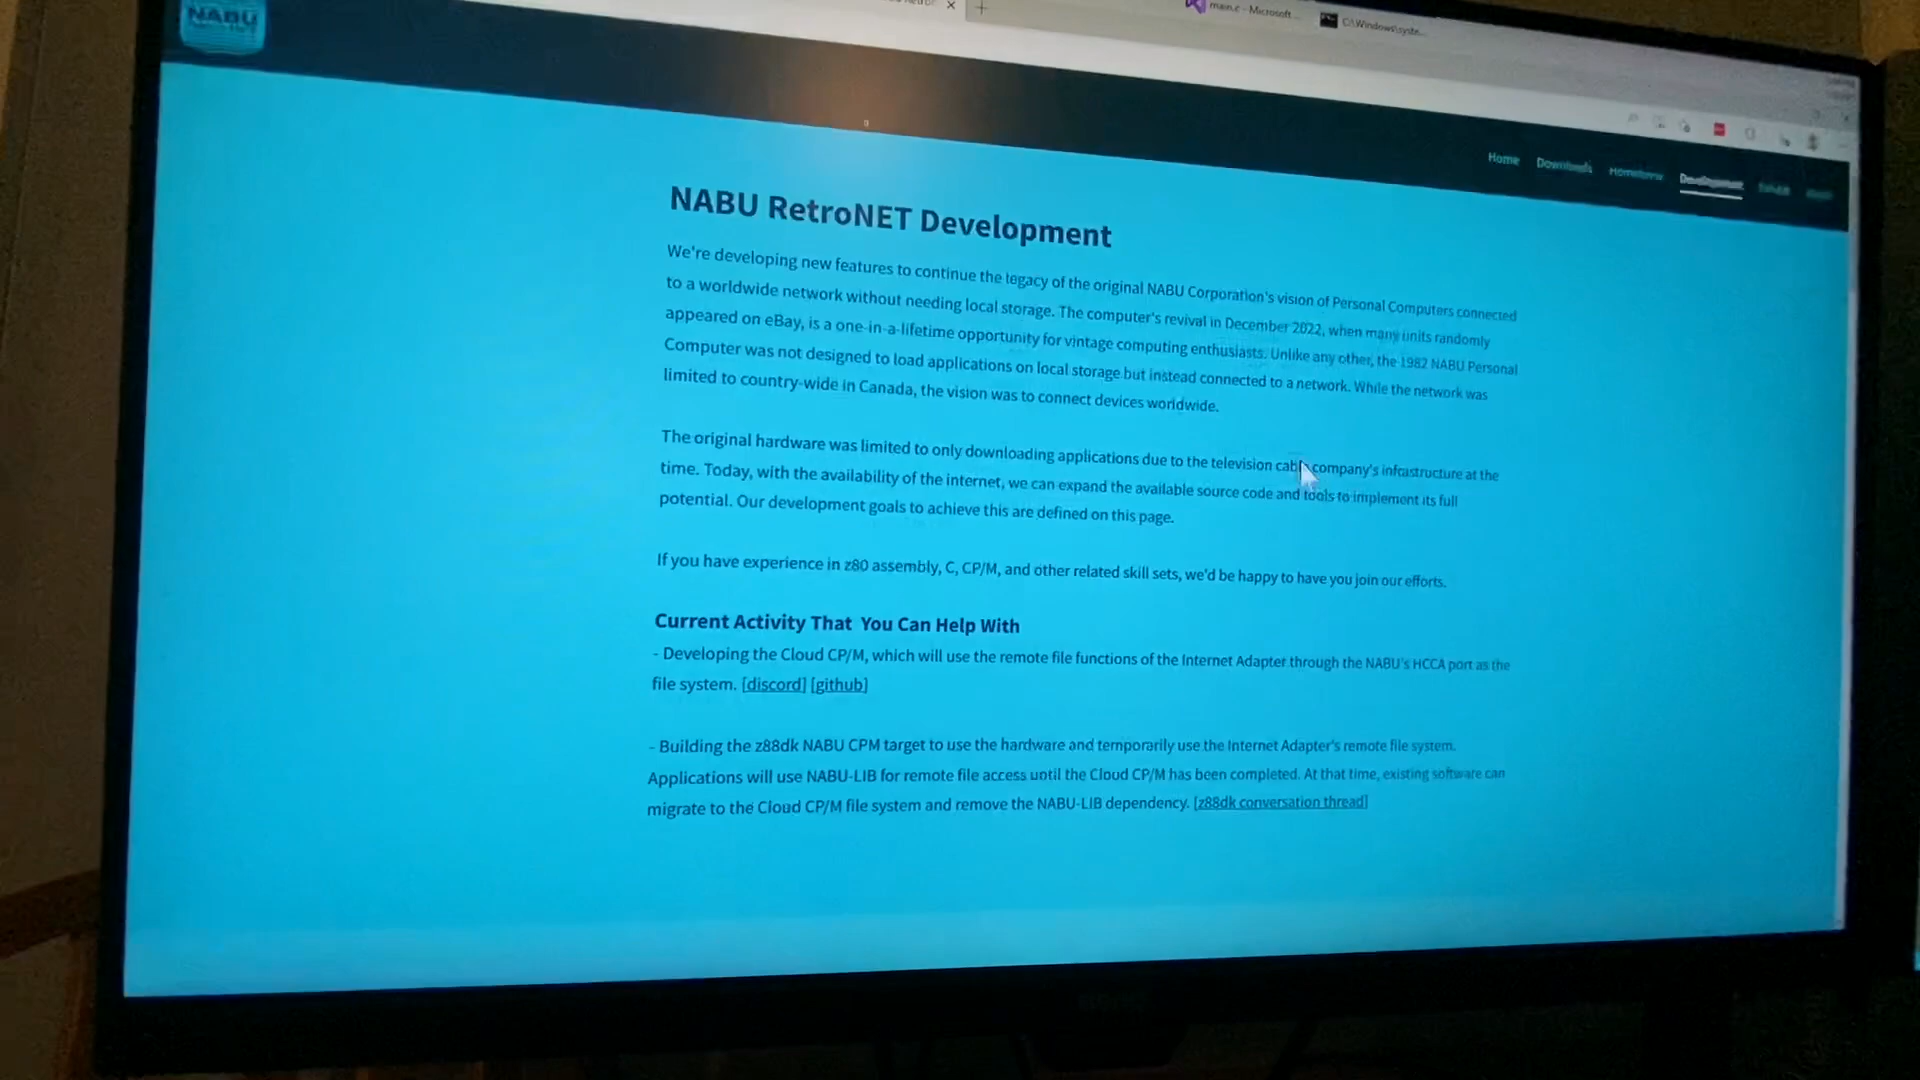 NABU
main.c - Microsoft ...
C:\Windows\syste...
Home Downloads Homebrew Development
NABU RetroNET Development
We're developing new features to continue the legacy of the original NABU Corporation's vision of Personal Computers connected
to a worldwide network without needing local storage. The computer's revival in December 2022, when many units randomly
appeared on eBay, is a one-in-a-lifetime opportunity for vintage computing enthusiasts. Unlike any other, the 1982 NABU Personal
Computer was not designed to load applications on local storage but instead connected to a network. While the network was
limited to country-wide in Canada, the vision was to connect devices worldwide.
The original hardware was limited to only downloading applications due to the television cable company's infrastructure at the
time. Today, with the availability of the internet, we can expand the available source code and tools to implement its full
potential. Our development goals to achieve this are defined on this page.
If you have experience in z80 assembly, C, CP/M, and other related skill sets, we'd be happy to have you join our efforts.
Current Activity That You Can Help With
- Developing the Cloud CP/M, which will use the remote file functions of the Internet Adapter through the NABU's HCCA port as the
file system. [discord] [github]
- Building the z88dk NABU CPM target to use the hardware and temporarily use the Internet Adapter's remote file system.
Applications will use NABU-LIB for remote file access until the Cloud CP/M has been completed. At that time, existing software can
migrate to the Cloud CP/M file system and remove the NABU-LIB dependency. [z88dk conversation thread]